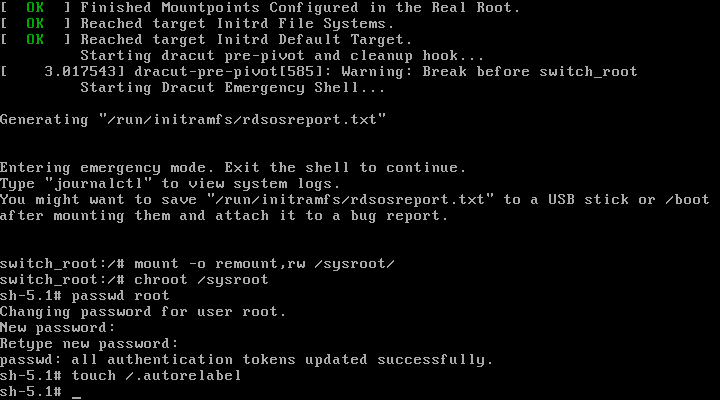 [  OK  ] Finished Mountpoints Configured in the Real Root.
[  OK  ] Reached target Initrd File Systems.
[  OK  ] Reached target Initrd Default Target.
         Starting dracut pre-pivot and cleanup hook...
[    3.017543] dracut-pre-pivot[585]: Warning: Break before switch_root
         Starting Dracut Emergency Shell...
Generating "/run/initramfs/rdsosreport.txt"
Entering emergency mode. Exit the shell to continue.
Type "journalctl" to view system logs.
You might want to save "/run/initramfs/rdsosreport.txt" to a USB stick or /boot
after mounting them and attach it to a bug report.
switch_root:/# mount -o remount,rw /sysroot/
switch_root:/# chroot /sysroot
sh-5.1# passwd root
Changing password for user root.
New password:
Retype new password:
passwd: all authentication tokens updated successfully.
sh-5.1# touch /.autorelabel
sh-5.1# _